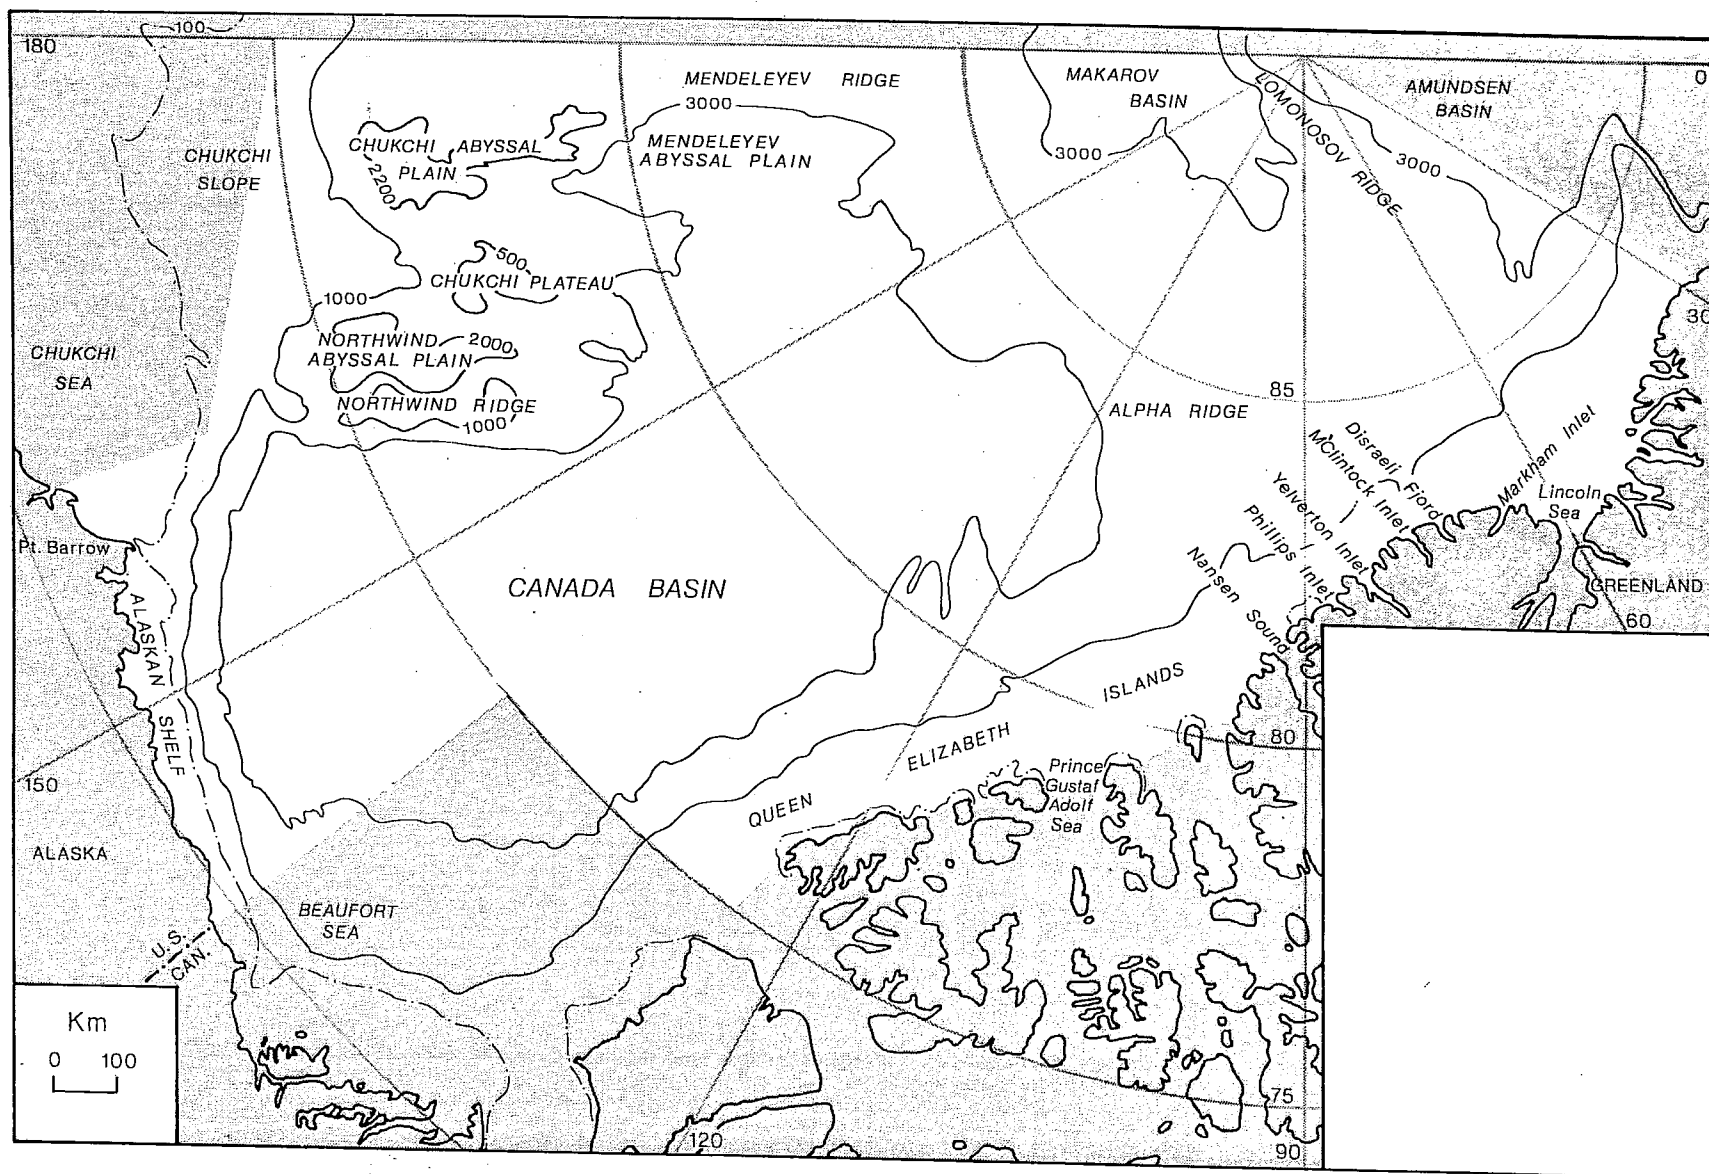 100
180
0
MENDELEYEV RIDGE
3000
MAKAROV
BASIN
LOMONOSOV RIDGE
AMUNDSEN
BASIN
CHUKCHI
SLOPE
CHUKCHI ABYSSAL
PLAIN
2200
MENDELEYEV
ABYSSAL PLAIN
3000
3000
500
CHUKCHI PLATEAU
1000
30
NORTHWIND
2000
ABYSSAL PLAIN
CHUKCHI
SEA
NORTHWIND RIDGE
1000
85
ALPHA RIDGE
Disraeli Fjord
M'Clintock Inlet
Markham Inlet
Yelverton Inlet
Phillips Inlet
Nansen Sound
Lincoln
Sea
Pt. Barrow
CANADA BASIN
GREENLAND
60
ALASKAN SHELF
QUEEN ELIZABETH ISLANDS
80
150
Prince
Gustaf
Adolf
Sea
ALASKA
BEAUFORT
SEA
U.S.
CAN.
Km
0 100
75
120
90